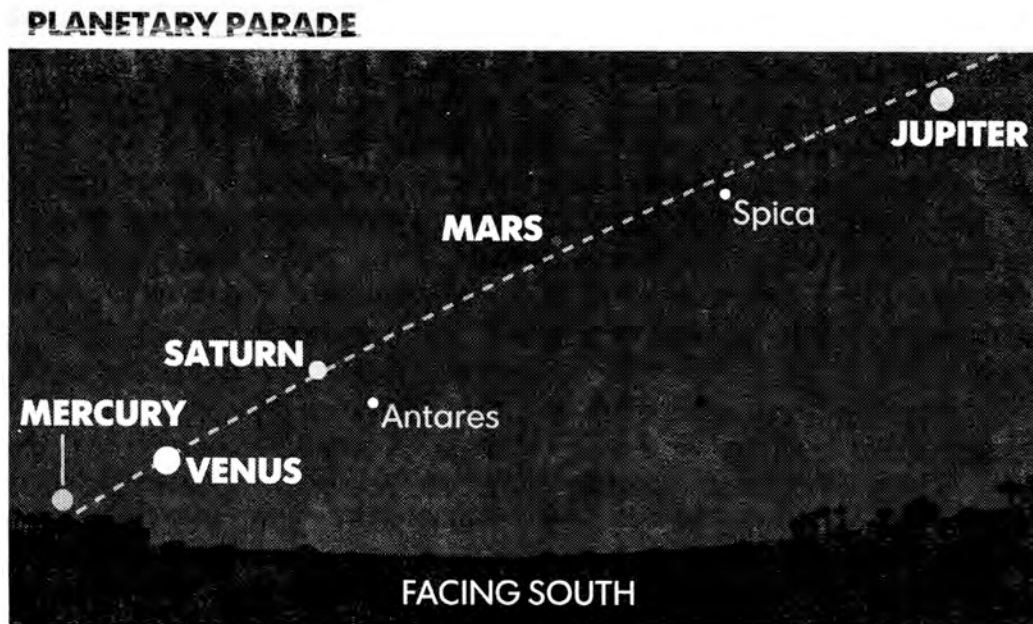 PLANETARY PARADE
JUPITER
Spica
MARS
SATURN
MERCURY
Antares
VENUS
FACING SOUTH